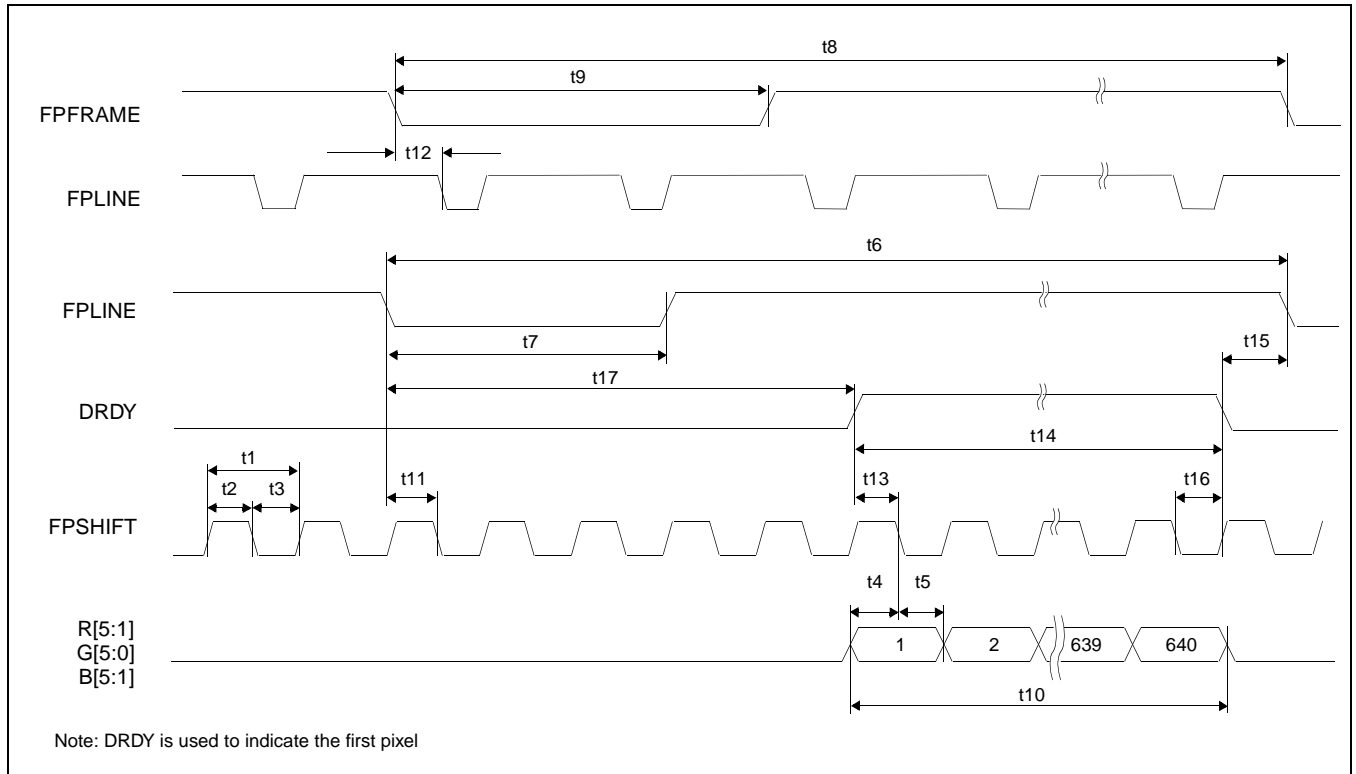 t8
t9
FPFRAME
t12
FPLINE
t6
FPLINE
t7
t15
t17
DRDY
t14
t1
t11
t13
t16
t2 t3
FPSHIFT
t4 t5
R[5:1]
G[5:0]
B[5:1]
1 2 639 640
t10
Note: DRDY is used to indicate the first pixel